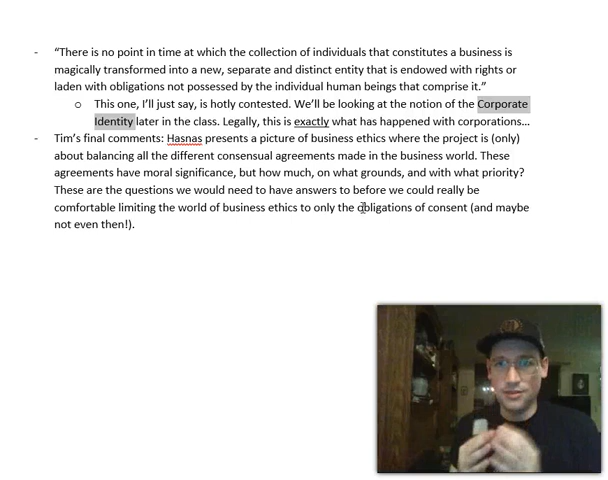 - “There is no point in time at which the collection of individuals that constitutes a business is
magically transformed into a new, separate and distinct entity that is endowed with rights or
laden with obligations not possessed by the individual human beings that comprise it.”
o This one, I’ll just say, is hotly contested. We’ll be looking at the notion of the Corporate
Identity later in the class. Legally, this is exactly what has happened with corporations…
- Tim’s final comments: Hasnas presents a picture of business ethics where the project is (only)
about balancing all the different consensual agreements made in the business world. These
agreements have moral significance, but how much, on what grounds, and with what priority?
These are the questions we would need to have answers to before we could really be
comfortable limiting the world of business ethics to only the obligations of consent (and maybe
not even then!).